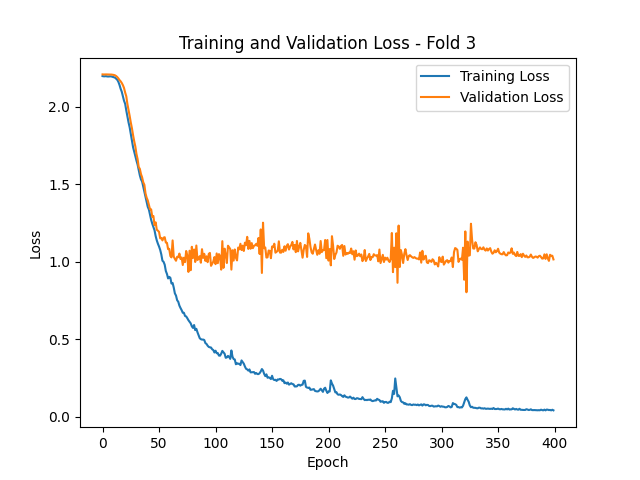 Training and Validation Loss - Fold 3
Training Loss
Validation Loss
Loss
2.0
1.5
1.0
0.5
0.0
0 50 100 150 200 250 300 350 400
Epoch